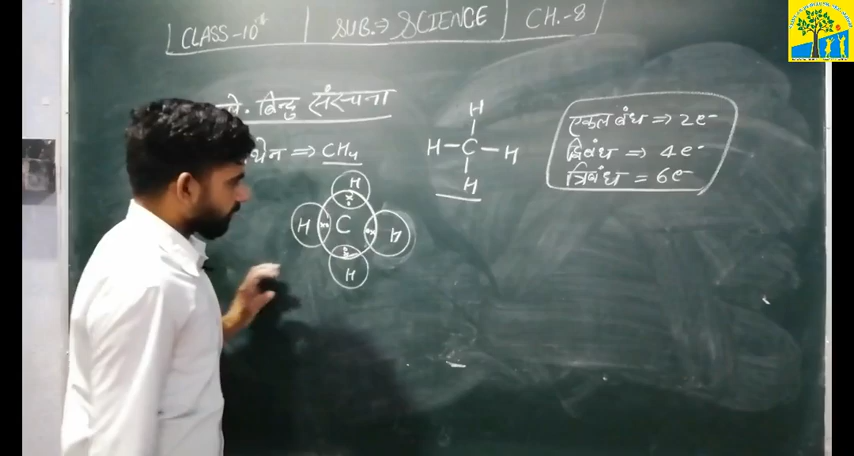 CLASS-10th SUB.⇒ SCIENCE CH.-8
बिन्दु संरचना
⇒ CH4
H
H-C-H
H
H
H C H
H
एकल बंध ⇒ 2e-
द्विबंध ⇒ 4e-
त्रिबंध = 6e-